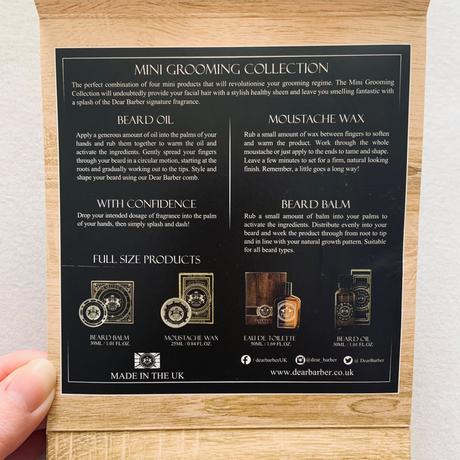 MINI GROOMING COLLECTION
The perfect combination of four mini products that will revolutionise your grooming regime. The Mini Grooming
Collection will undoubtedly provide your facial hair with a stylish healthy sheen and leave you smelling fantastic with
a splash of the Dear Barber signature fragrance.
BEARD OIL
Apply a generous amount of oil into the palms of your
hands and rub them together to warm the oil and
activate the ingredients. Gently spread your fingers
through your beard in a circular motion, starting at the
roots and gradually working out to the tips. Style and
shape your beard using our Dear Barber comb.
MOUSTACHE WAX
Rub a small amount of wax between fingers to soften
and warm the product. Work through the whole
moustache or just apply to the ends to tame and shape.
Leave a few minutes to set for a firm, natural looking
finish. Remember, a little goes a long way!
WITH CONFIDENCE
Drop your intended dosage of fragrance into the palm
of your hands, then simply splash and dash!
BEARD BALM
Rub a small amount of balm into your palms to
activate the ingredients. Distribute evenly into your
beard and work the product through from root to tip
and in line with your natural growth pattern. Suitable
for all beard types.
FULL SIZE PRODUCTS
BEARD BALM
30ML / 1.01 FL.OZ.
MOUSTACHE WAX
25ML / 0.84 FL.OZ.
EAU DE TOILETTE
50ML / 1.69 FL.OZ.
BEARD OIL
30ML / 1.01 FL.OZ.
MADE IN THE UK
/dearbarberUK
@dear_barber
@DearBarber
www.dearbarber.co.uk